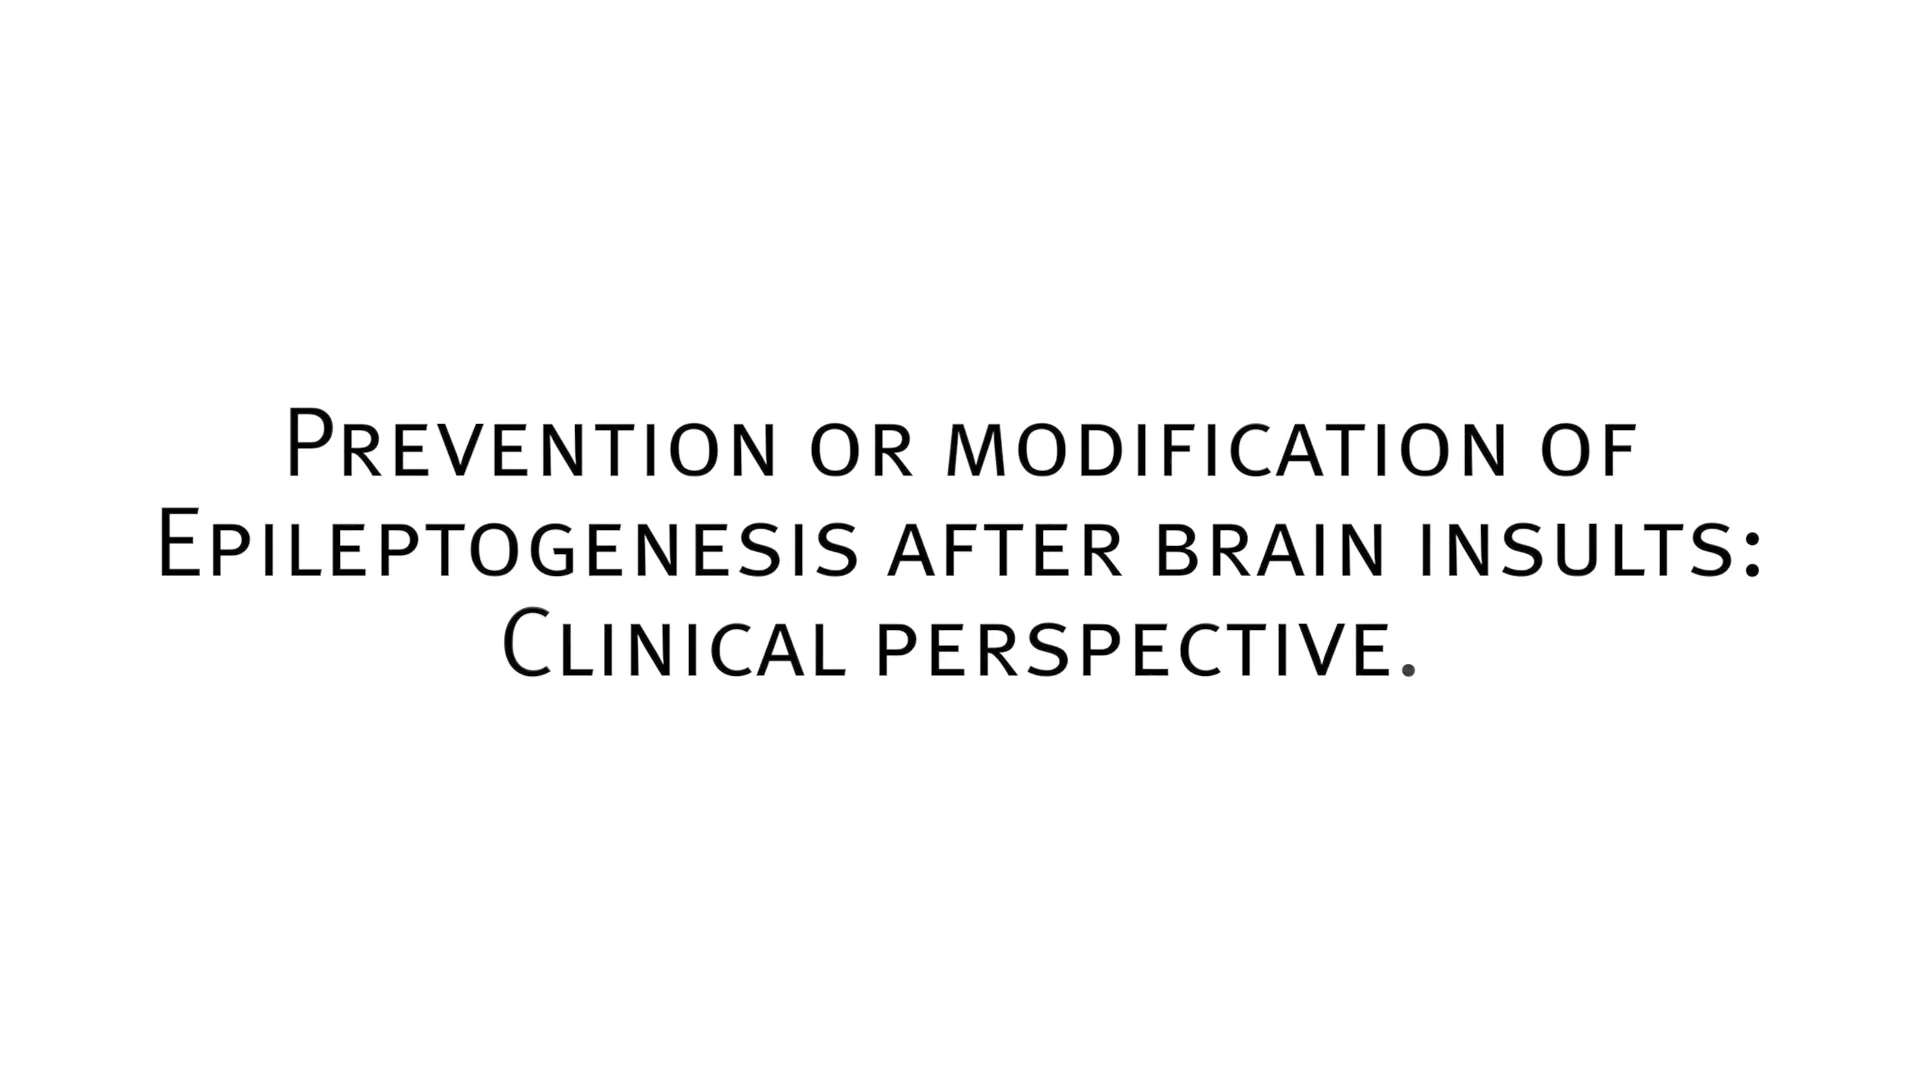 Prevention or modification of
Epileptogenesis after brain insults:
Clinical perspective.